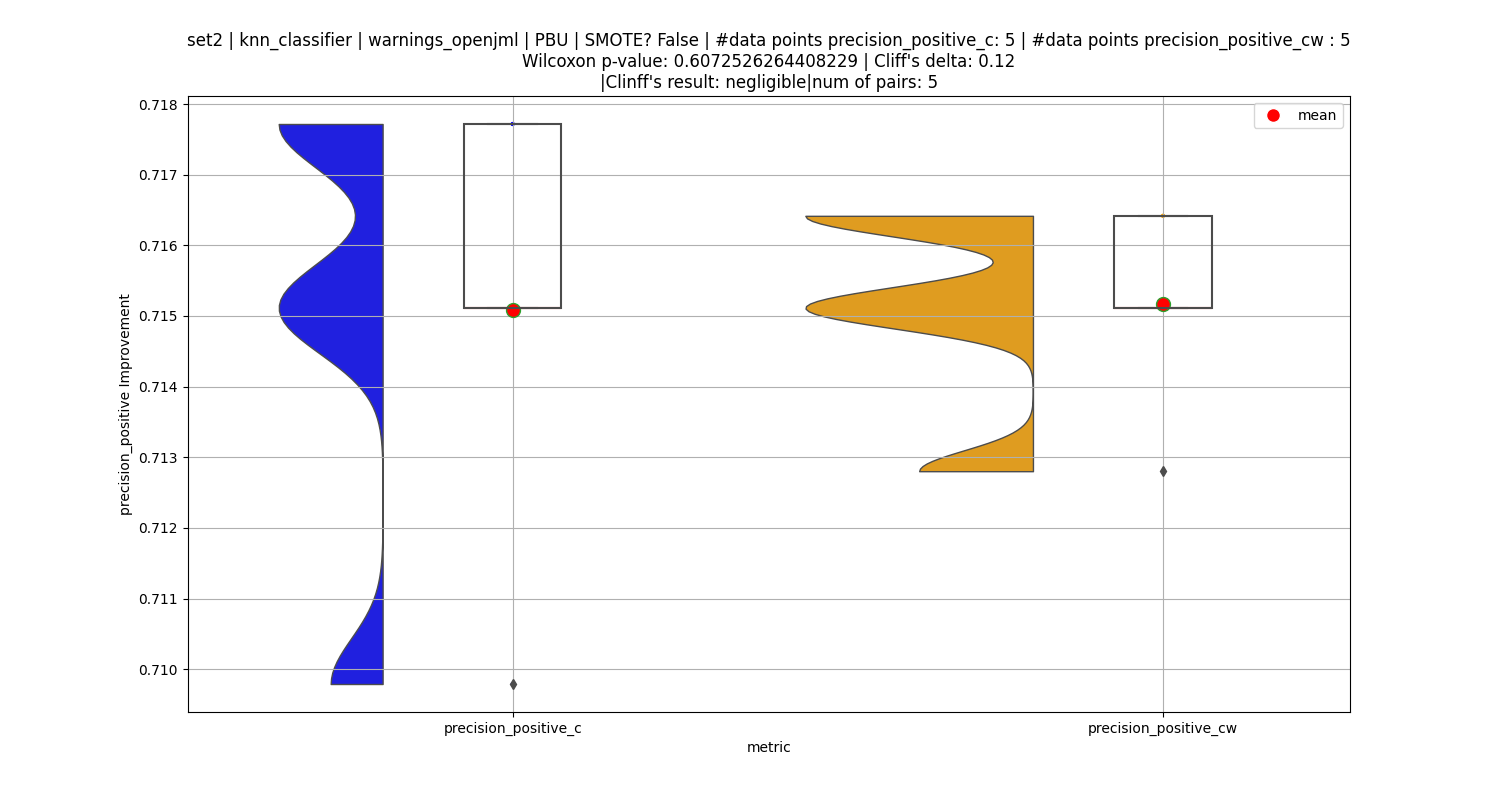 set2 | knn_classifier | warnings_openjml | PBU | SMOTE? False | #data points precision_positive_c: 5 | #data points precision_positive_cw : 5
Wilcoxon p-value: 0.6072526264408229 | Cliff's delta: 0.12
|Clinff's result: negligible|num of pairs: 5
mean
0.718
0.717
0.716
0.715
0.714
0.713
0.712
0.711
0.710
precision_positive Improvement
precision_positive_c
precision_positive_cw
metric